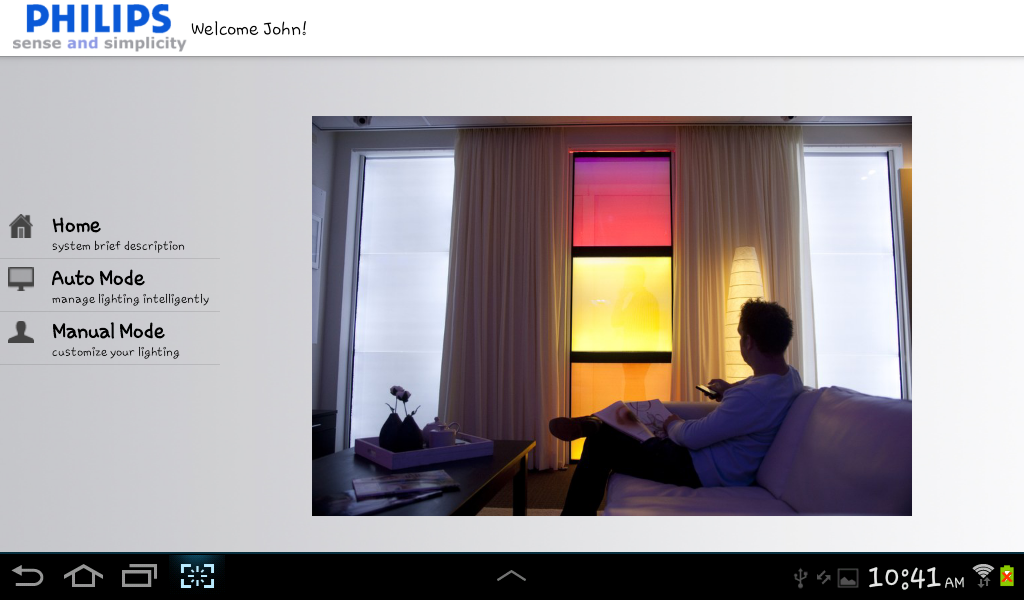 PHILIPS
sense and simplicity
Welcome John!
Home
system brief description
Auto Mode
manage lighting intelligently
Manual Mode
customize your lighting
10:41 AM